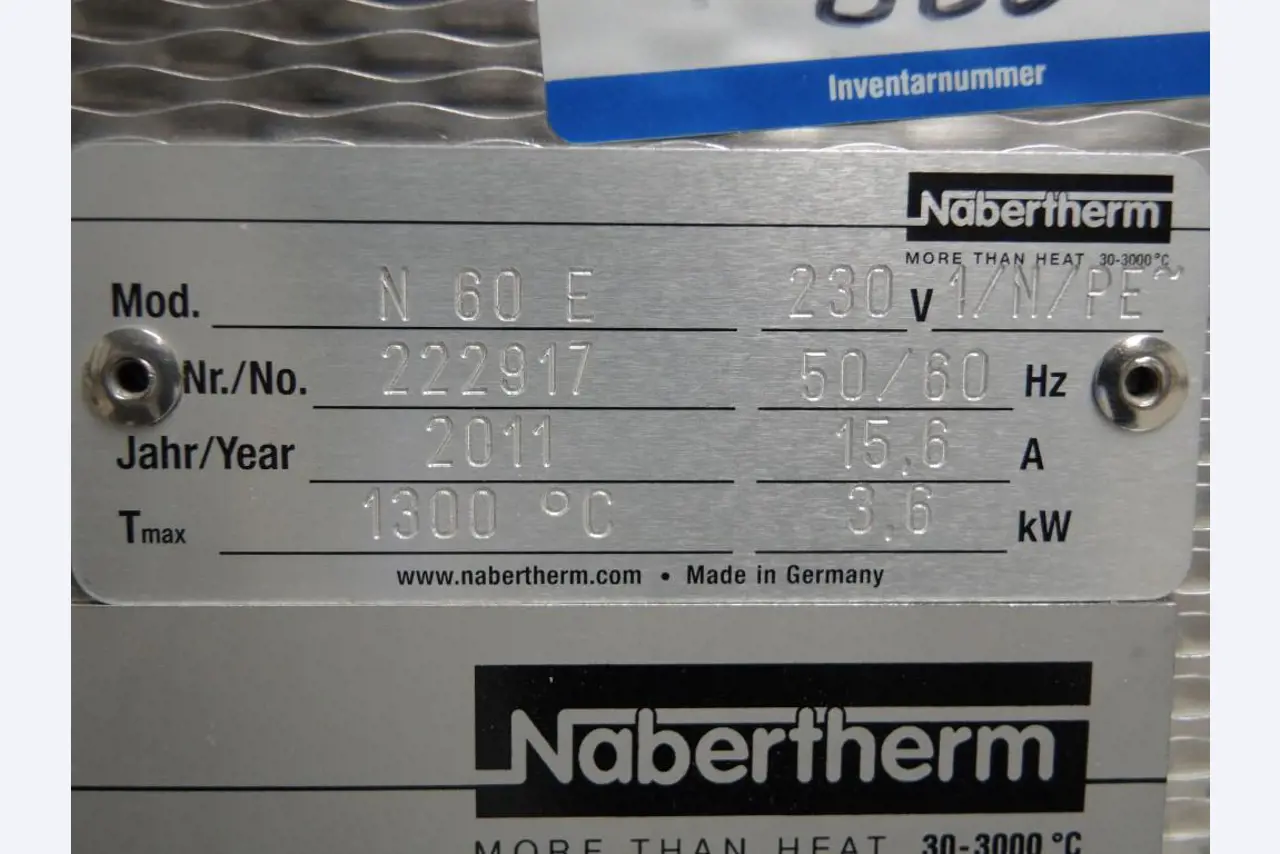 Inventarnummer
Nabertherm
MORE THAN HEAT 30-3000°C
Mod. N 60 E 230 V 1/N/PE~
Nr./No. 222917 50/60 Hz
Jahr/Year 2011 15,6 A
Tmax 1300 °C 3,6 kW
www.nabertherm.com • Made in Germany
Nabertherm
MORE THAN HEAT 30-3000 °C